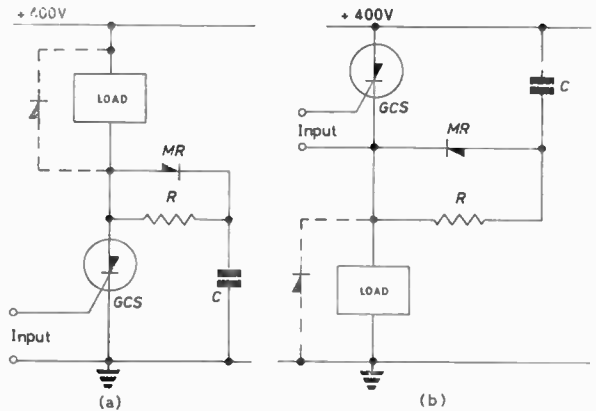 + 400V
LOAD
MR
R
GCS
C
Input
(a)
+ 400V
GCS
C
Input
MR
R
LOAD
(b)